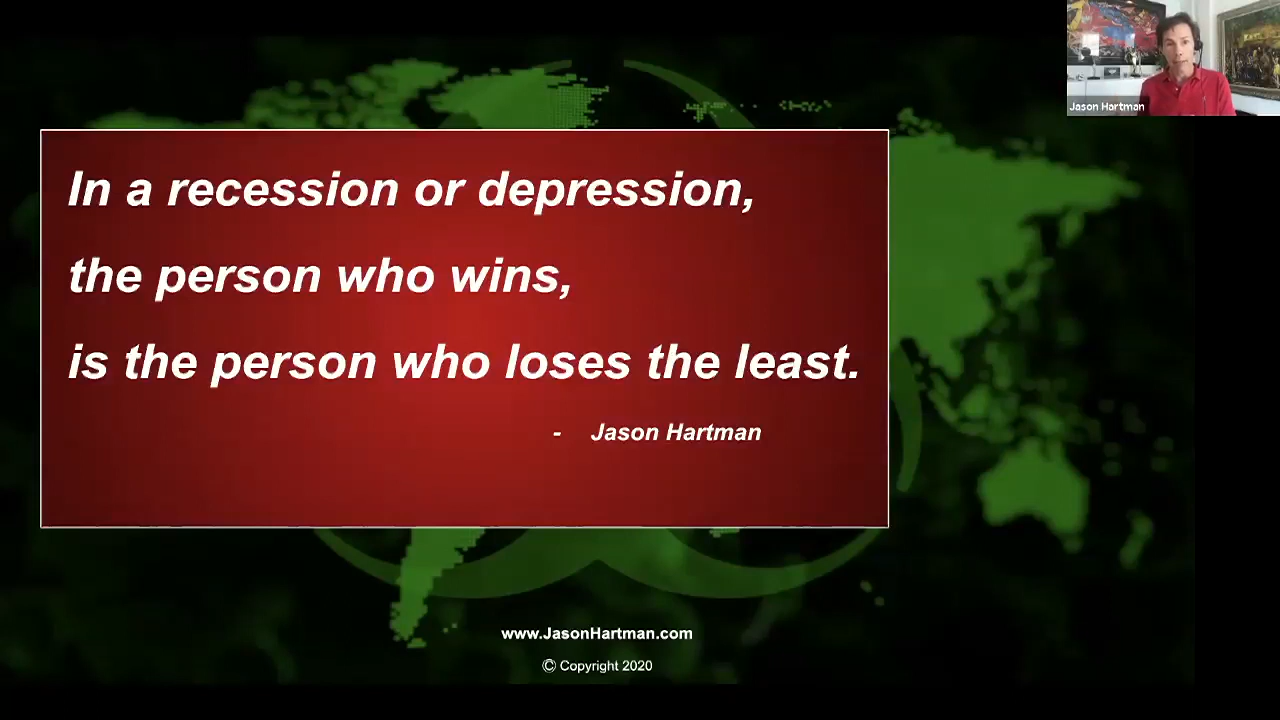 Jason Hartman
In a recession or depression,
the person who wins,
is the person who loses the least.
- Jason Hartman
www.JasonHartman.com
© Copyright 2020